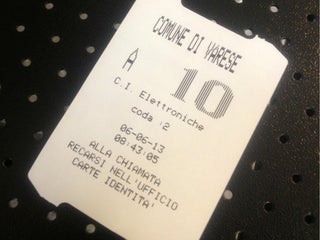 COMUNE DI VARESE
A 10
C.I. Elettroniche
coda :2
06-06-13
08:43:05
ALLA CHIAMATA
RECARSI NELL'UFFICIO
CARTE IDENTITA'